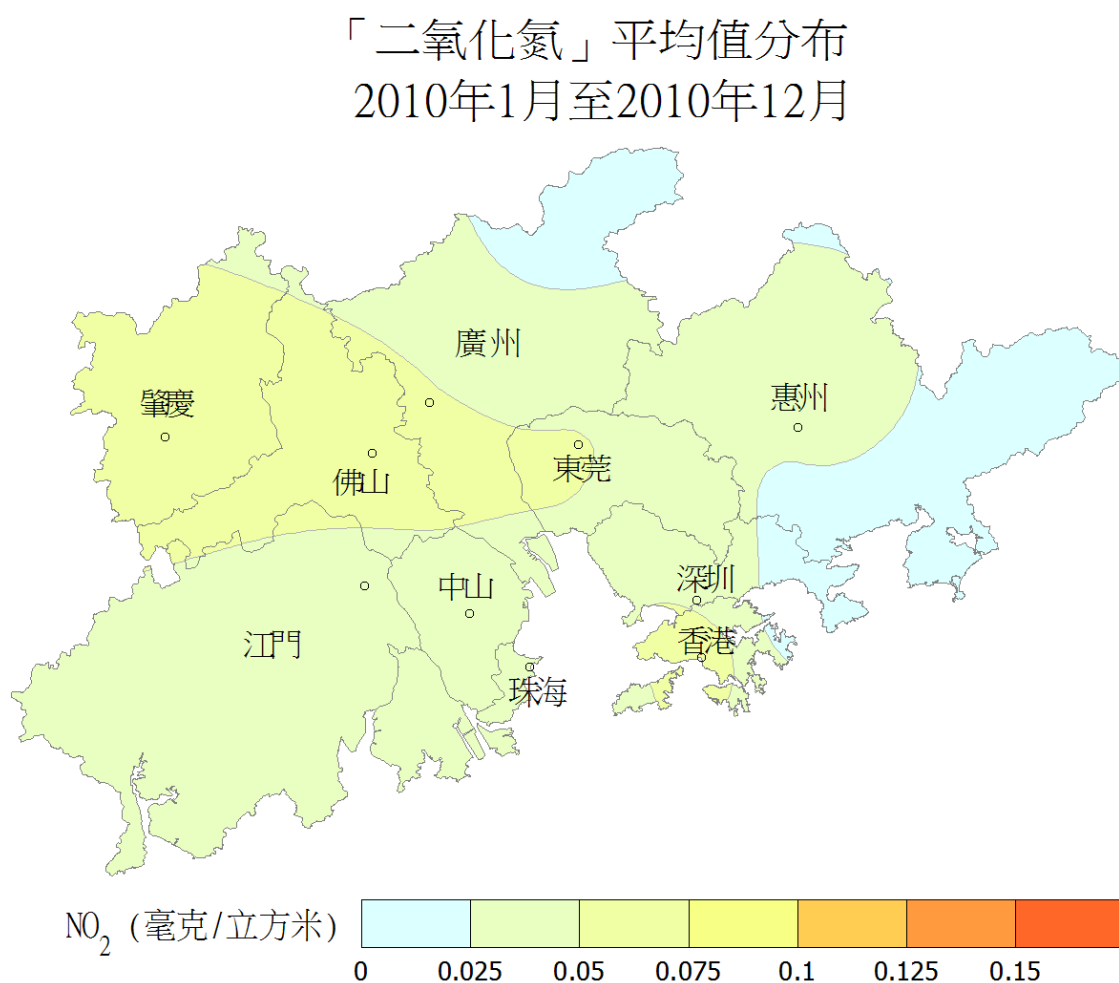 「二氧化氮」平均值分布
2010年1月至2010年12月
廣州
肇慶
惠州
東莞
佛山
深圳
中山
江門
香港
珠海
NO₂ (毫克/立方米)
0 0.025 0.05 0.075 0.1 0.125 0.15